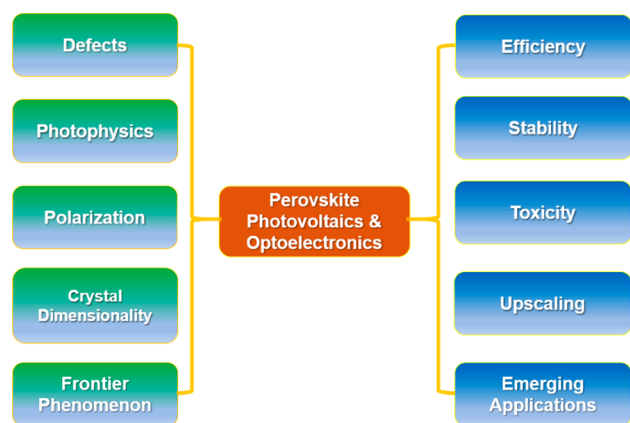 Defects
Photophysics
Polarization
Crystal
Dimensionality
Frontier
Phenomenon
Perovskite
Photovoltaics &
Optoelectronics
Efficiency
Stability
Toxicity
Upscaling
Emerging
Applications